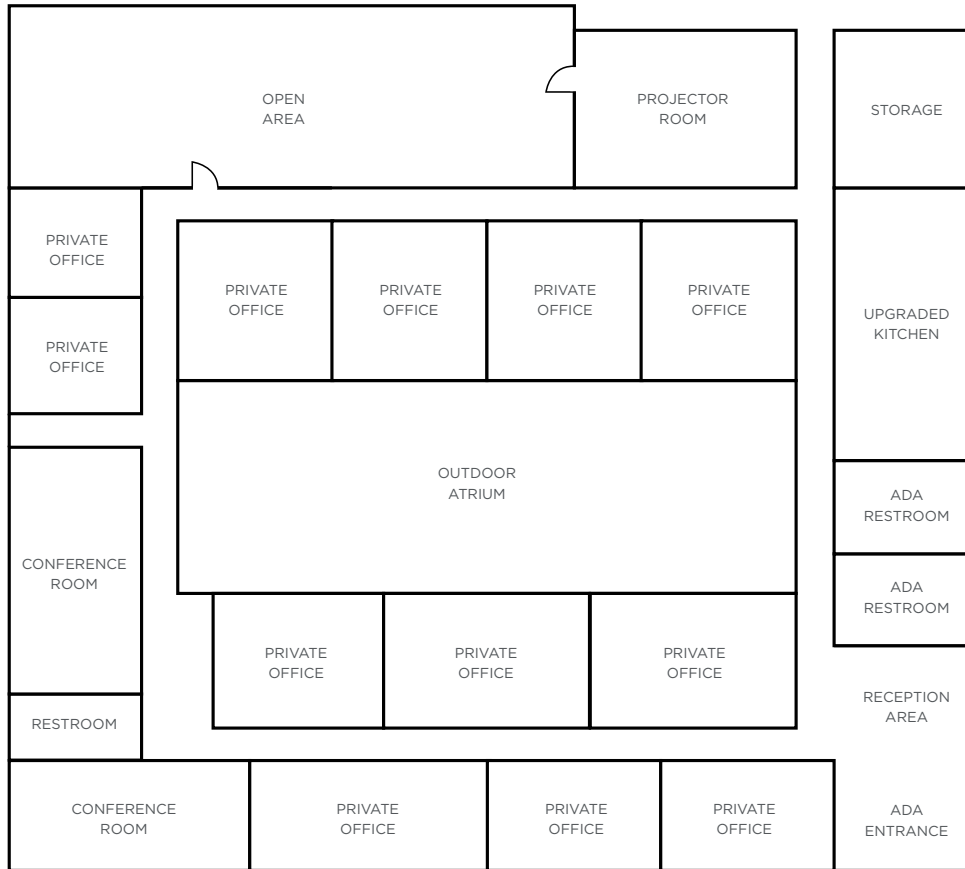 OPEN
AREA
PROJECTOR
ROOM
STORAGE
PRIVATE
OFFICE
PRIVATE
OFFICE
PRIVATE
OFFICE
PRIVATE
OFFICE
PRIVATE
OFFICE
PRIVATE
OFFICE
UPGRADED
KITCHEN
OUTDOOR
ATRIUM
ADA
RESTROOM
CONFERENCE
ROOM
ADA
RESTROOM
PRIVATE
OFFICE
PRIVATE
OFFICE
PRIVATE
OFFICE
RESTROOM
RECEPTION
AREA
CONFERENCE
ROOM
PRIVATE
OFFICE
PRIVATE
OFFICE
PRIVATE
OFFICE
ADA
ENTRANCE